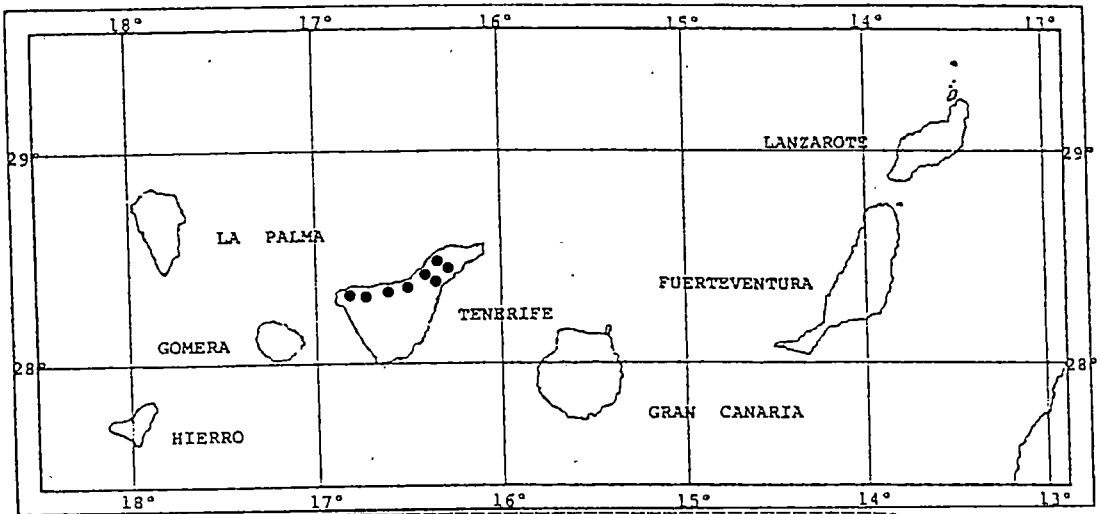 18° 17° 16° 15° 14° 13°
LANZAROTE
29° 29°
LA PALMA
FUERTEVENTURA
TENERIFE
GOMERA
28° 28°
GRAN CANARIA
HIERRO
18° 17° 16° 15° 14° 13°